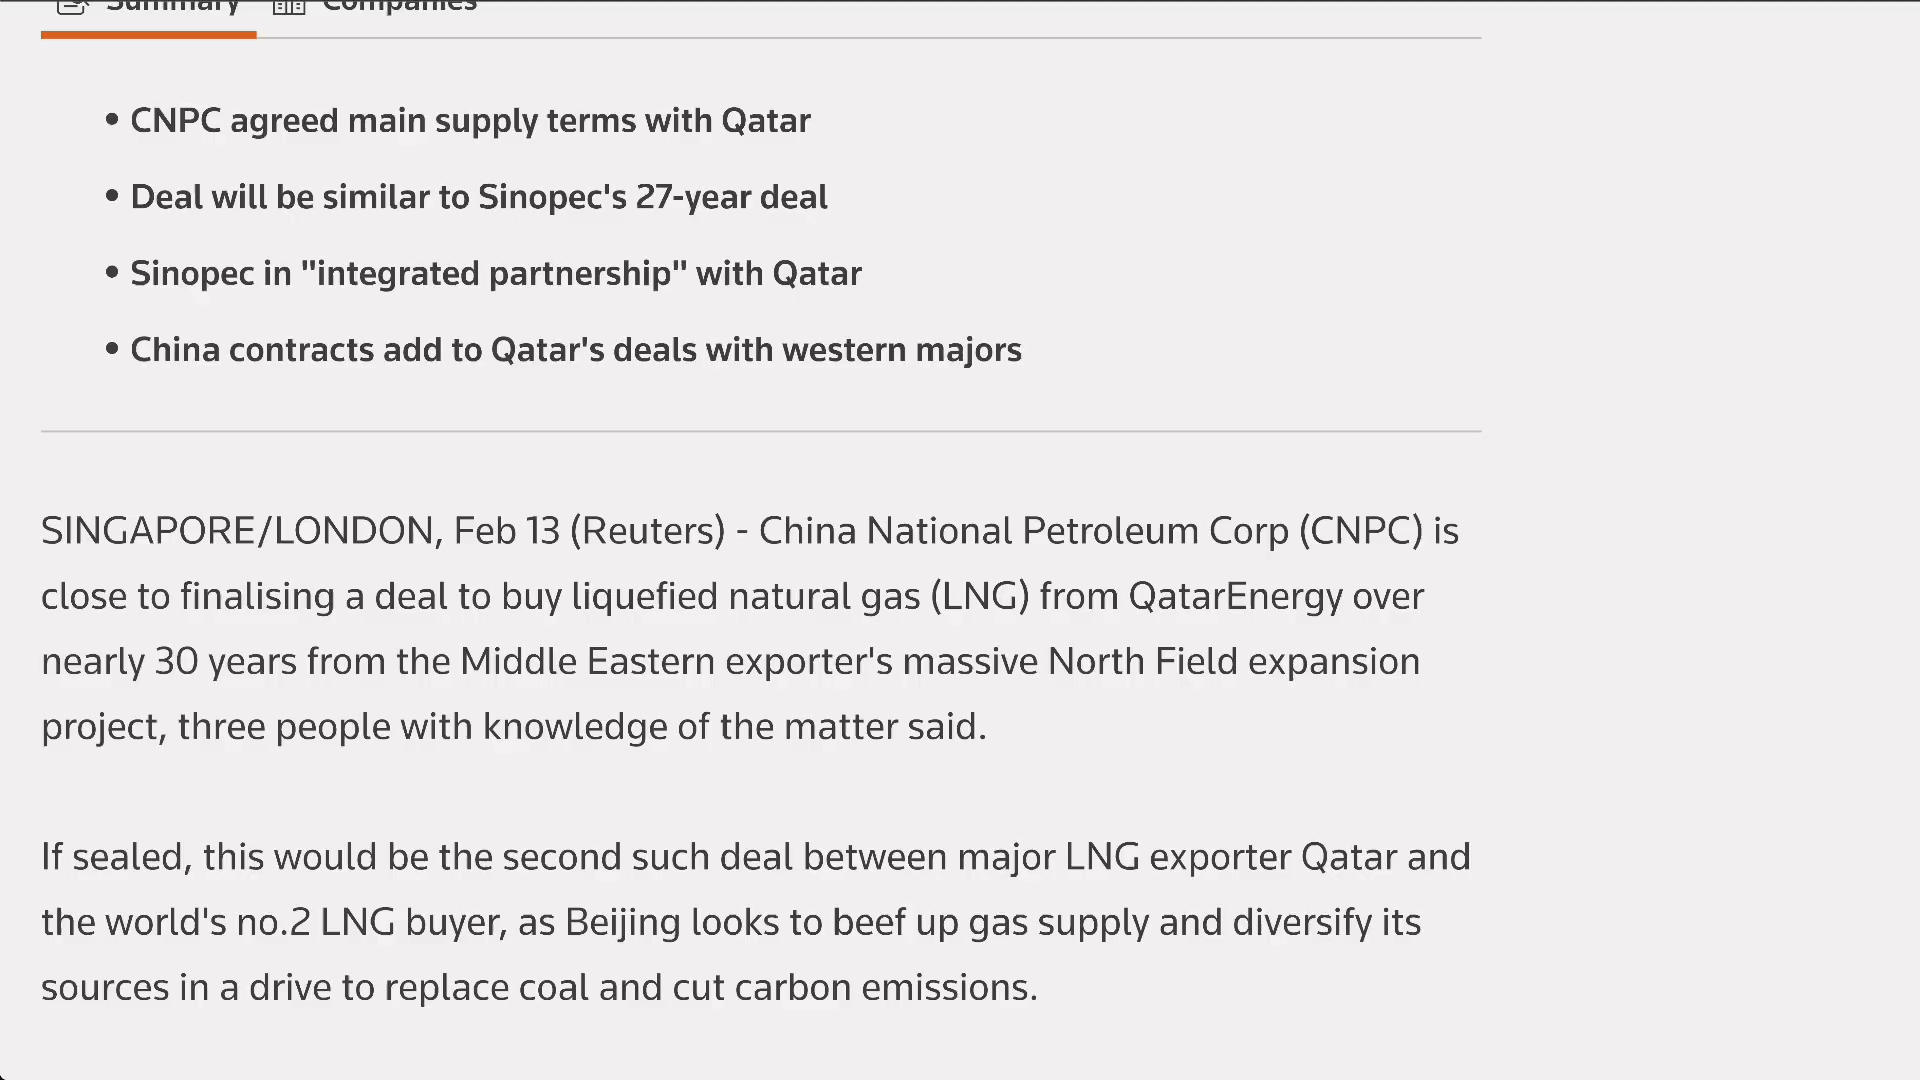 Summary Companies
• CNPC agreed main supply terms with Qatar
• Deal will be similar to Sinopec's 27-year deal
• Sinopec in "integrated partnership" with Qatar
• China contracts add to Qatar's deals with western majors
SINGAPORE/LONDON, Feb 13 (Reuters) - China National Petroleum Corp (CNPC) is
close to finalising a deal to buy liquefied natural gas (LNG) from QatarEnergy over
nearly 30 years from the Middle Eastern exporter's massive North Field expansion
project, three people with knowledge of the matter said.
If sealed, this would be the second such deal between major LNG exporter Qatar and
the world's no.2 LNG buyer, as Beijing looks to beef up gas supply and diversify its
sources in a drive to replace coal and cut carbon emissions.